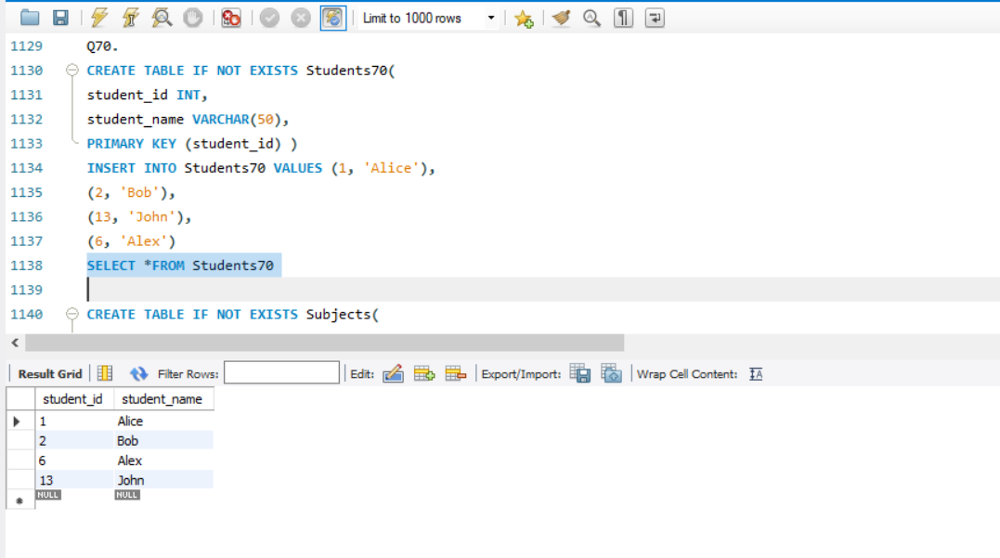 Limit to 1000 rows
1129 Q70.
1130 CREATE TABLE IF NOT EXISTS Students70(
1131 student_id INT,
1132 student_name VARCHAR(50),
1133 PRIMARY KEY (student_id) )
1134 INSERT INTO Students70 VALUES (1, 'Alice'),
1135 (2, 'Bob'),
1136 (13, 'John'),
1137 (6, 'Alex')
1138 SELECT *FROM Students70
1139
1140 CREATE TABLE IF NOT EXISTS Subjects(
Result Grid Filter Rows: Edit: Export/Import: Wrap Cell Content: IA
student_id student_name
1 Alice
2 Bob
6 Alex
13 John
NULL NULL